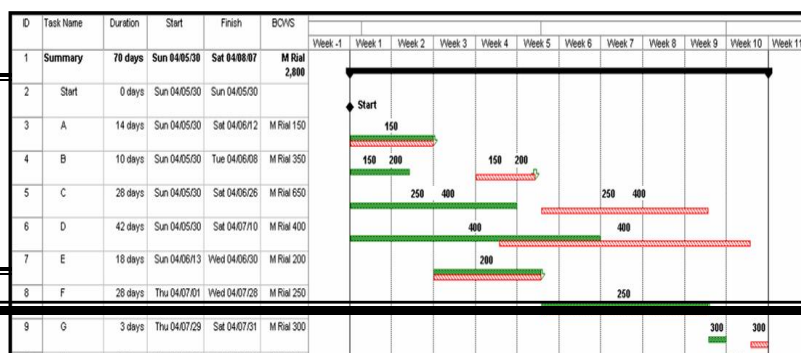 ID Task Name Duration Start Finish BCWS
Week -1 Week 1 Week 2 Week 3 Week 4 Week 5 Week 6 Week 7 Week 8 Week 9 Week 10 Week 11
1 Summary 70 days Sun 04/05/30 Sat 04/08/07 M Rial
2,800
2 Start 0 days Sun 04/05/30 Sun 04/05/30
Start
3 A 14 days Sun 04/05/30 Sat 04/06/12 M Rial 150
150
4 B 10 days Sun 04/05/30 Tue 04/06/08 M Rial 350
150 200 150 200
5 C 28 days Sun 04/05/30 Sat 04/06/26 M Rial 650
250 400 250 400
6 D 42 days Sun 04/05/30 Sat 04/07/10 M Rial 400
400 400
7 E 18 days Sun 04/06/13 Wed 04/06/30 M Rial 200
200
8 F 28 days Thu 04/07/01 Wed 04/07/28 M Rial 250
250
9 G 3 days Thu 04/07/29 Sat 04/07/31 M Rial 300
300 300